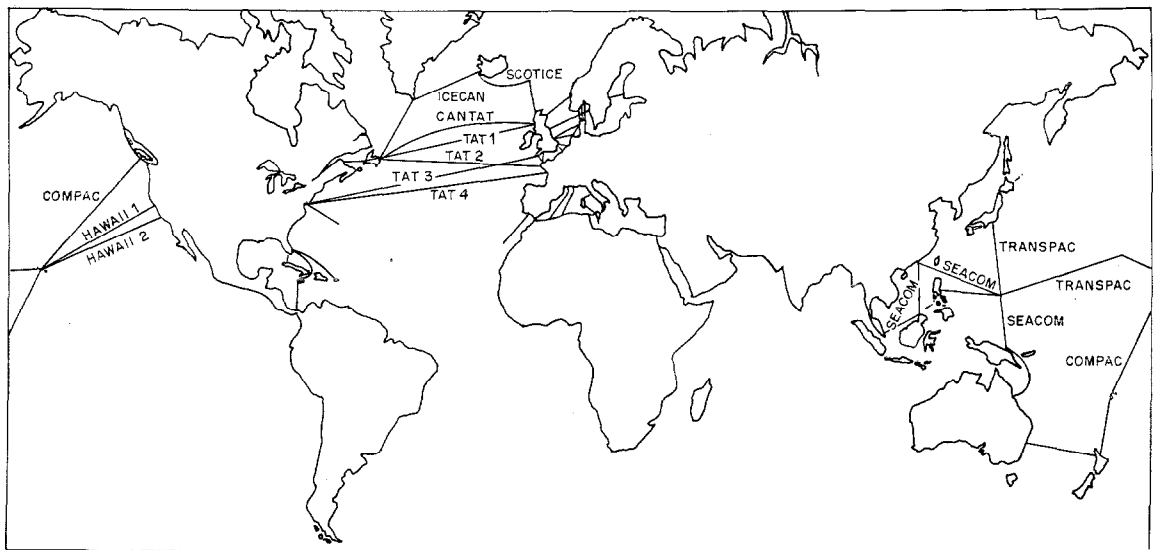 SCOTICE
ICECAN
CANTAT
TAT 1
TAT 2
TAT 3
TAT 4
COMPAC
HAWAII 1
HAWAII 2
TRANSPAC
SEACOM
TRANSPAC
SEACOM
SEACOM
COMPAC